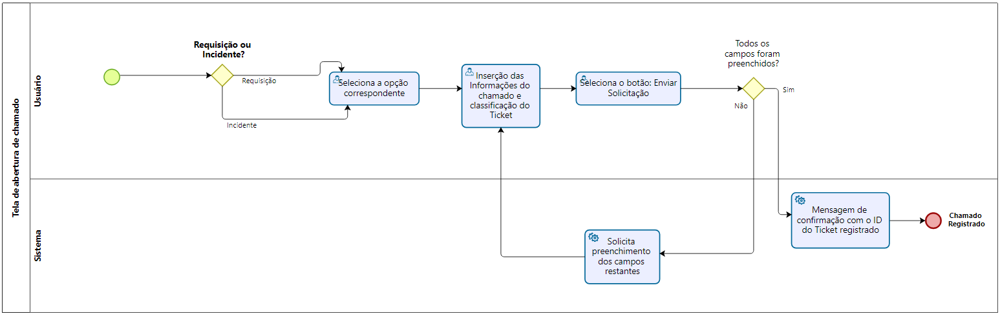 Tela de abertura de chamado
Usuário
Requisição ou
Incidente?
Requisição
Incidente
Seleciona a opção
correspondente
Inserção das
Informações do
chamado e
classificação do
Ticket
Seleciona o botão: Enviar
Solicitação
Todos os
campos foram
preenchidos?
Sim
Não
Sistema
Solicita
preenchimento
dos campos
restantes
Mensagem de
confirmação com o ID
do Ticket registrado
Chamado
Registrado